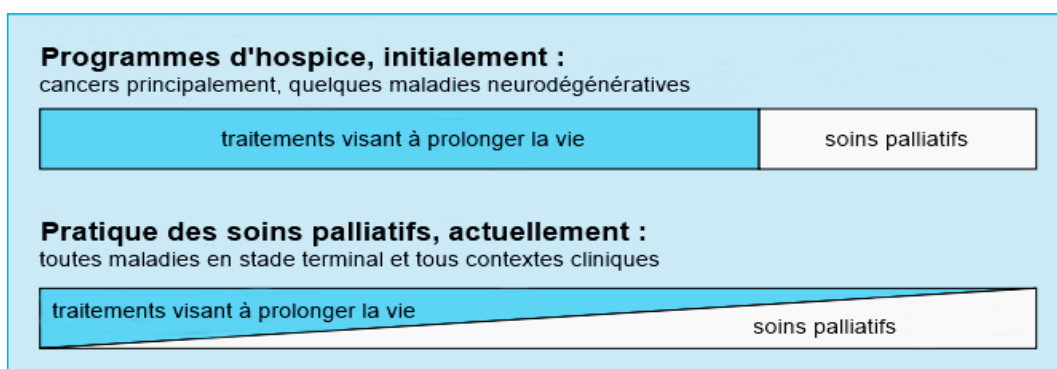 Programmes d'hospice, initialement :
cancers principalement, quelques maladies neurodégénératives
traitements visant à prolonger la vie
soins palliatifs
Pratique des soins palliatifs, actuellement :
toutes maladies en stade terminal et tous contextes cliniques
traitements visant à prolonger la vie
soins palliatifs